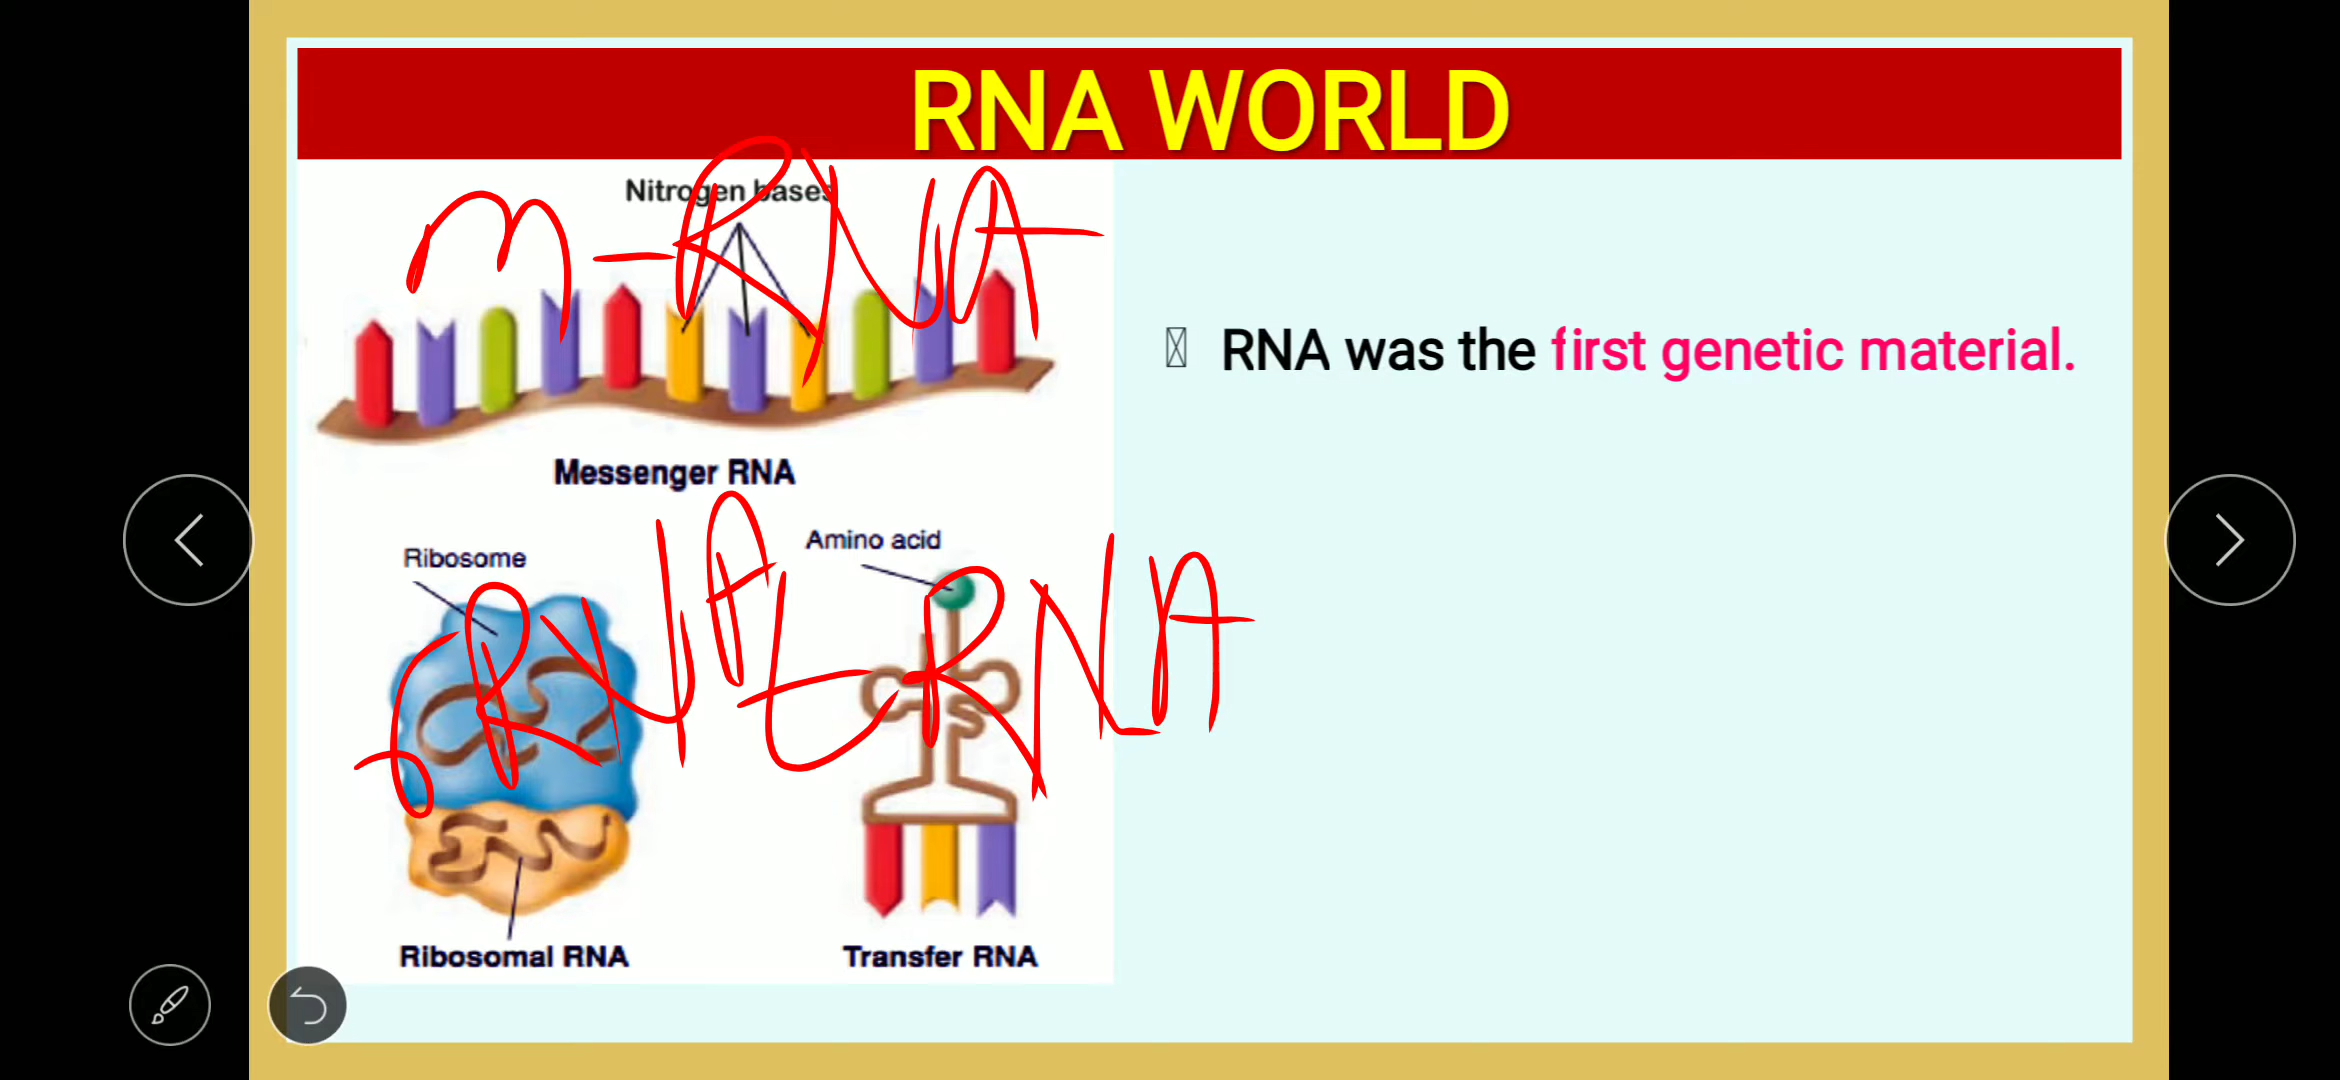 RNA WORLD
Nitrogen bases
m-RNA
RNA was the first genetic material.
Messenger RNA
Ribosome
Amino acid
rRNA
tRNA
Ribosomal RNA
Transfer RNA